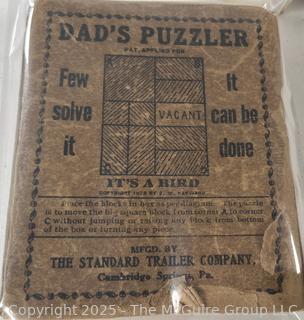 DAD'S PUZZLER
PAT. APPLIED FOR
Few
solve
it
VACANT
It
can be
done
IT'S A BIRD
COPYRIGHT
Place the blocks in box as per diagram. The puzzle
is to move the big square block from corner A to corner
C without jumping or raising any block from bottom
of the box or turning any piece.
MFGD. BY
THE STANDARD TRAILER COMPANY,
Cambridge Springs, Pa.
Copyright 2025 - The McGuire Group LLC